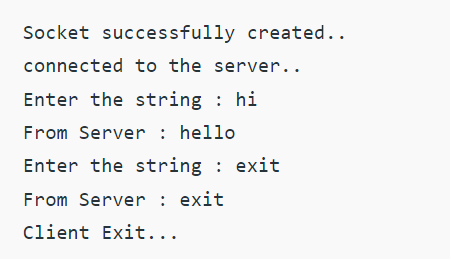 Socket successfully created..
connected to the server..
Enter the string : hi
From Server : hello
Enter the string : exit
From Server : exit
Client Exit...